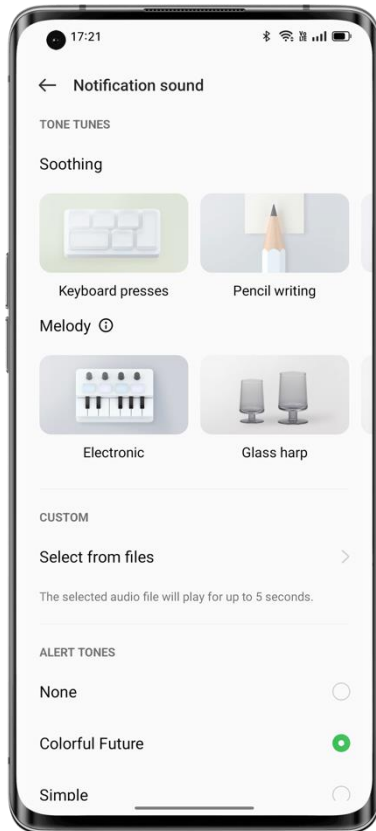 17:21
Notification sound
TONE TUNES
Soothing
Keyboard presses
Pencil writing
Melody
Electronic
Glass harp
CUSTOM
Select from files
The selected audio file will play for up to 5 seconds.
ALERT TONES
None
Colorful Future
Simple